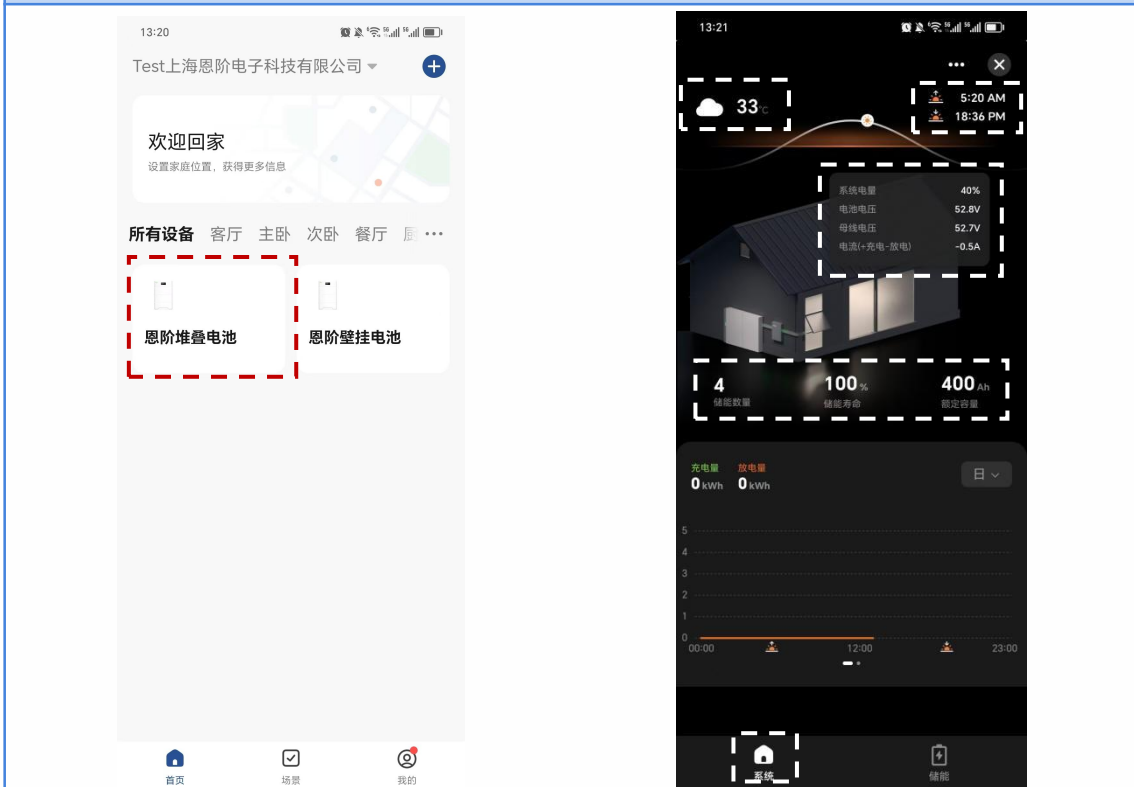 13:20
Test上海恩阶电子科技有限公司
欢迎回家
设置家庭位置，获得更多信息
所有设备 客厅 主卧 次卧 餐厅 厨 ···
恩阶堆叠电池 恩阶壁挂电池
首页 场景 我的
13:21
33°C
5:20 AM
18:36 PM
系统电量 40%
电池电压 52.8V
母线电压 52.7V
电流(+充电-放电) -0.5A
4 100 % 400 Ah
储能数量 储能寿命 额定容量
充电量 放电量
0 kWh 0 kWh
日
5
4
3
2
1
0
00:00 12:00 23:00
系统 储能